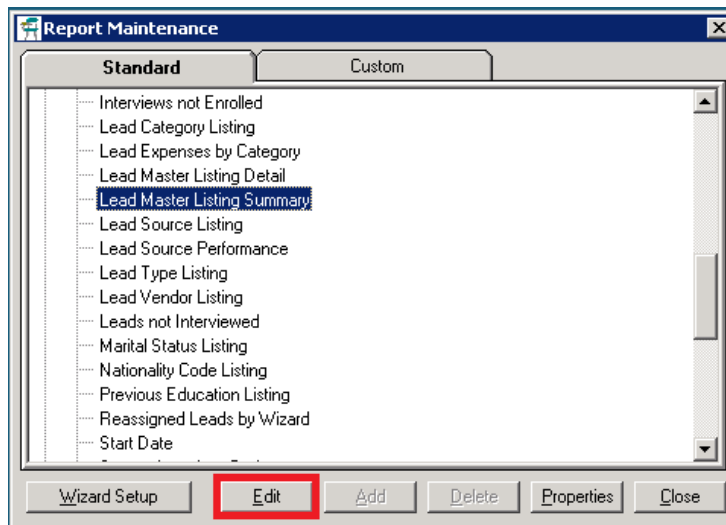 Report Maintenance
Standard Custom
Interviews not Enrolled
Lead Category Listing
Lead Expenses by Category
Lead Master Listing Detail
Lead Master Listing Summary
Lead Source Listing
Lead Source Performance
Lead Type Listing
Lead Vendor Listing
Leads not Interviewed
Marital Status Listing
Nationality Code Listing
Previous Education Listing
Reassigned Leads by Wizard
Start Date
Wizard Setup Edit Add Delete Properties Close